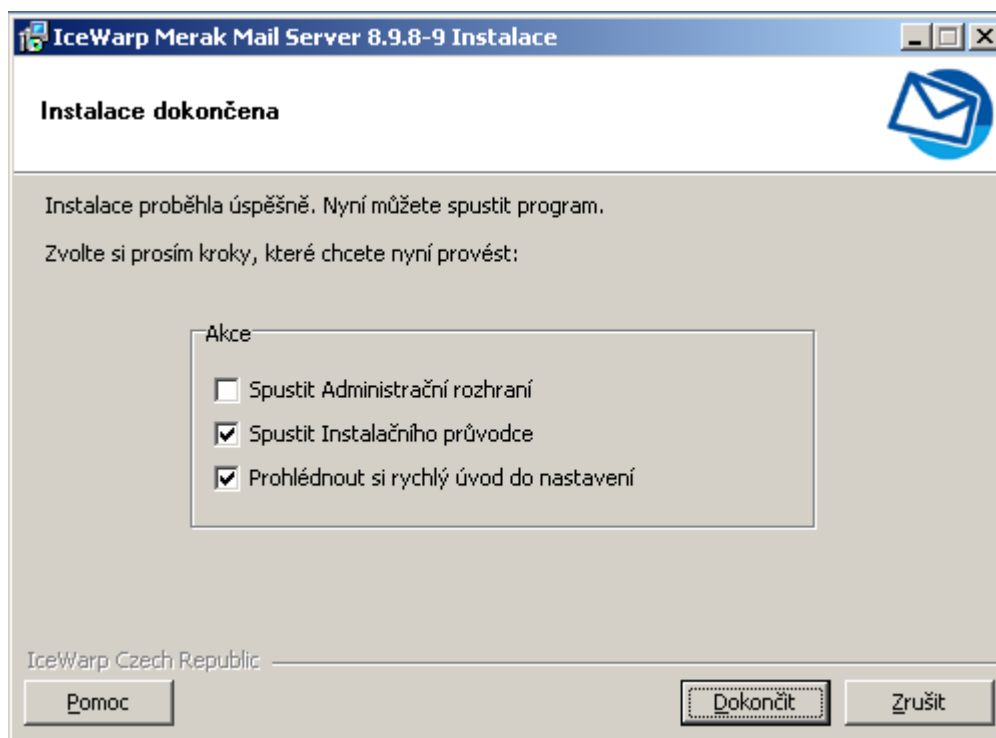 IceWarp Merak Mail Server 8.9.8-9 Instalace
Instalace dokončena
Instalace proběhla úspěšně. Nyní můžete spustit program.
Zvolte si prosím kroky, které chcete nyní provést:
Akce
Spustit Administrační rozhraní
Spustit Instalačního průvodce
Prohlédnout si rychlý úvod do nastavení
IceWarp Czech Republic
Pomoc
Dokončit
Zrušit